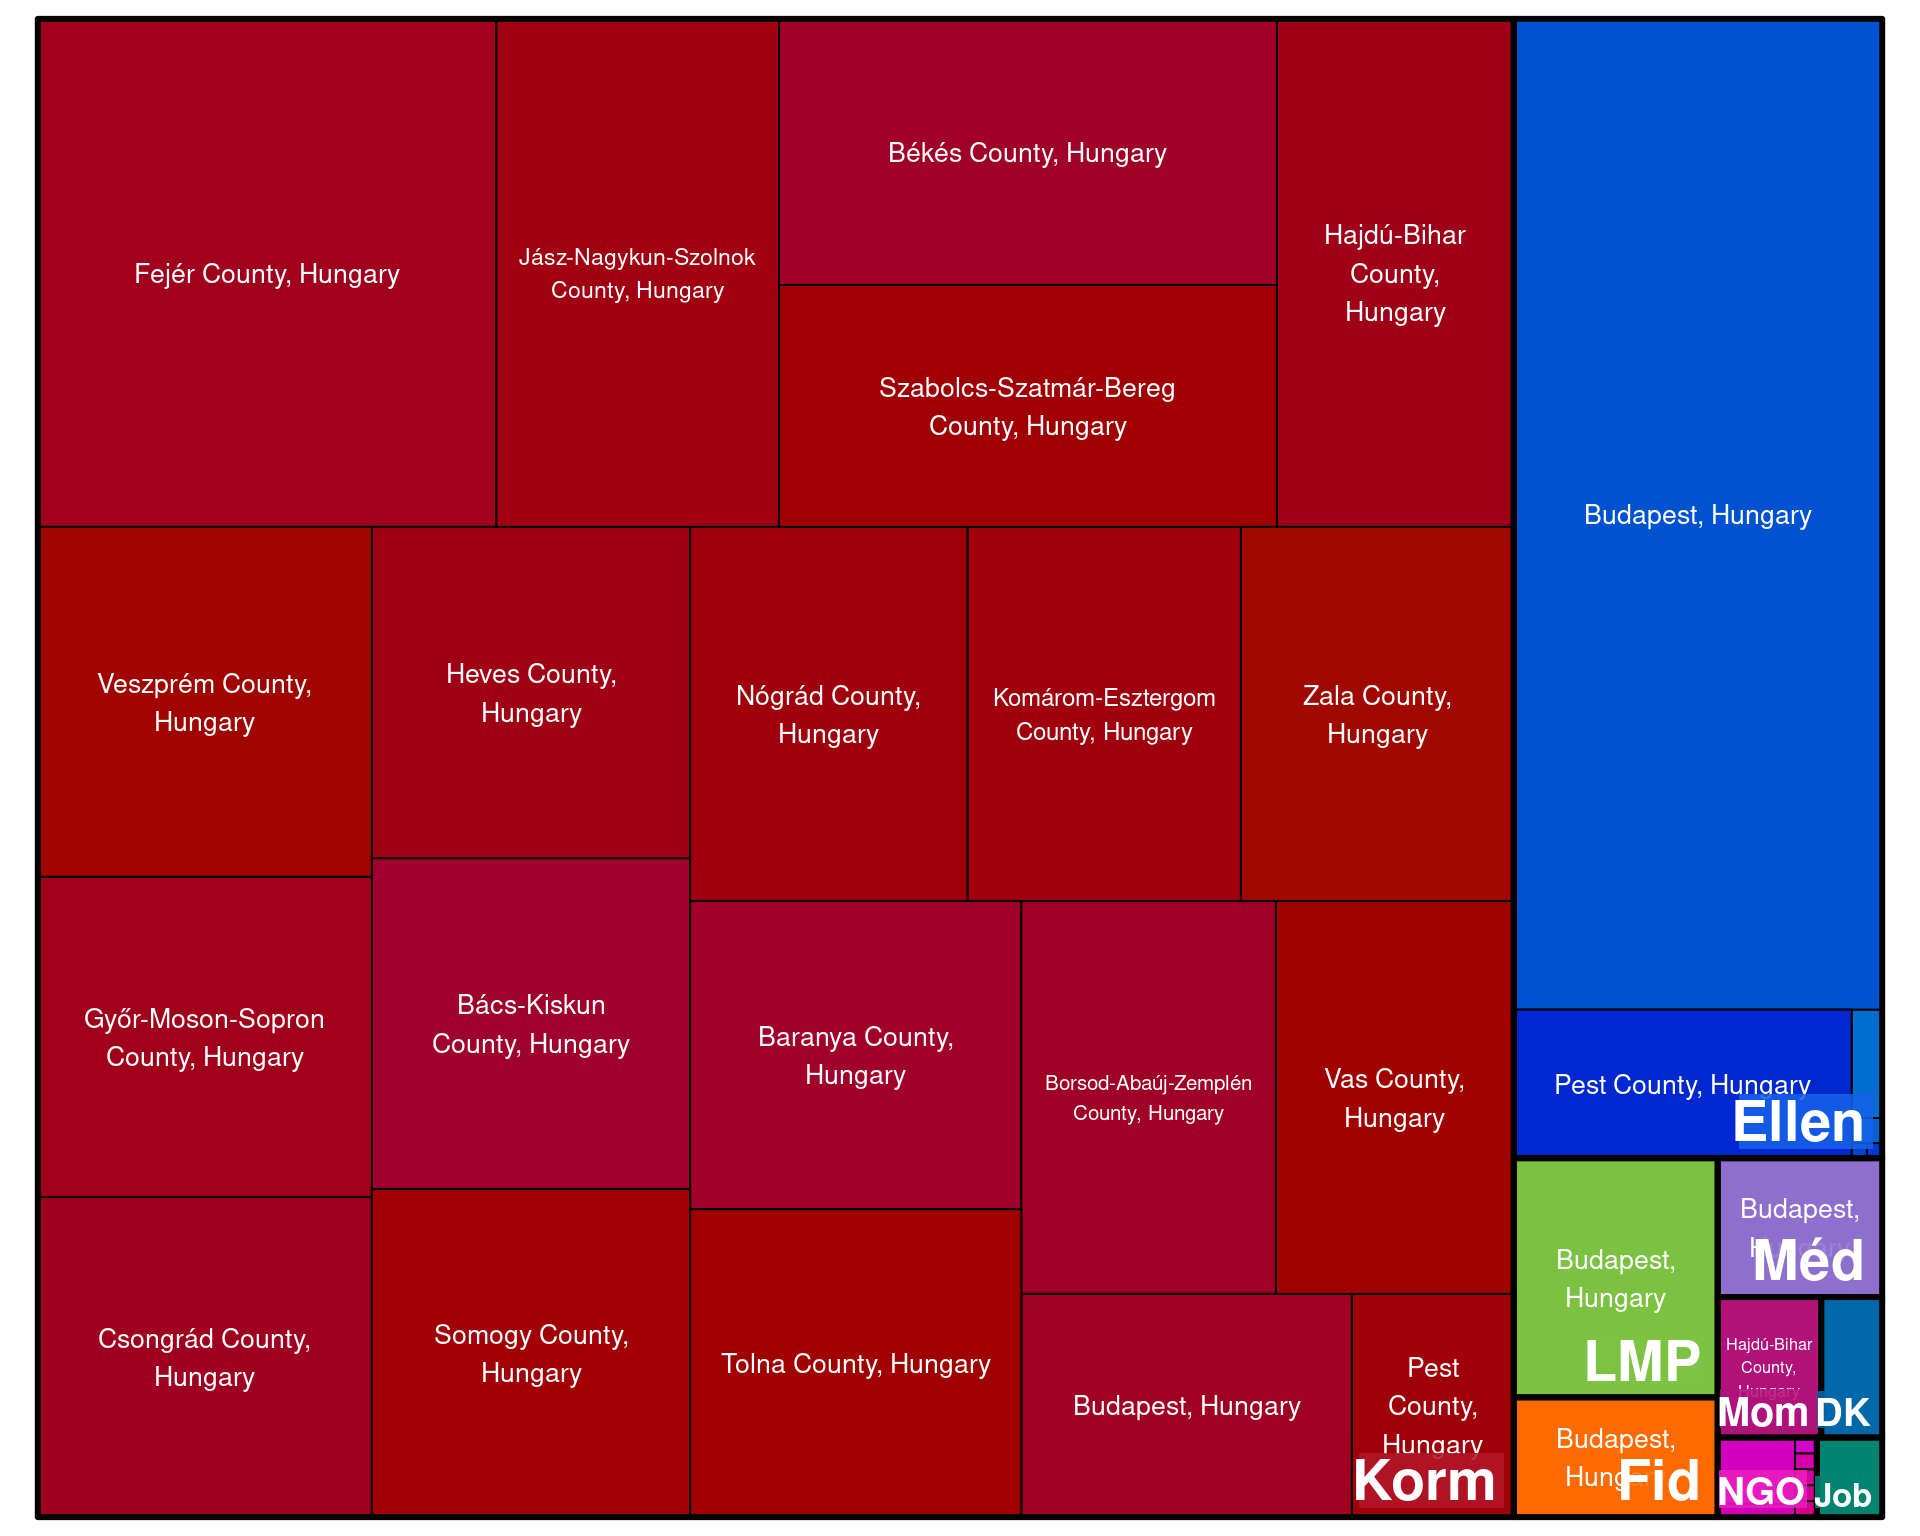 Fejér County, Hungary
Jász-Nagykun-Szolnok
County, Hungary
Békés County, Hungary
Szabolcs-Szatmár-Bereg
County, Hungary
Hajdú-Bihar
County,
Hungary
Veszprém County,
Hungary
Heves County,
Hungary
Nógrád County,
Hungary
Komárom-Esztergom
County, Hungary
Zala County,
Hungary
Győr-Moson-Sopron
County, Hungary
Bács-Kiskun
County, Hungary
Baranya County,
Hungary
Borsod-Abaúj-Zemplén
County, Hungary
Vas County,
Hungary
Csongrád County,
Hungary
Somogy County,
Hungary
Tolna County, Hungary
Budapest, Hungary
Pest
County,
Hungary
Korm
Budapest, Hungary
Pest County, Hungary
Ellen
Budapest,
Hungary
LMP
Budapest,
Méd
Hajdú-Bihar
County,
Hungary
Mom
DK
Budapest,
Fid
NGO
Job